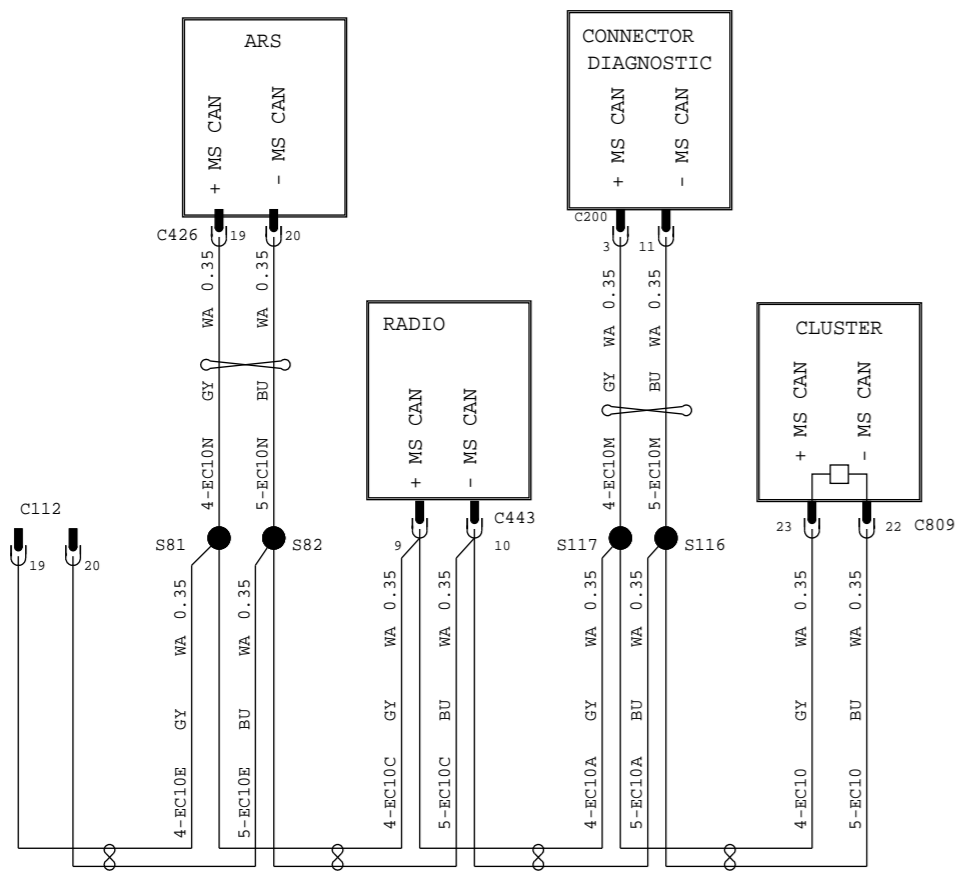 ARS
+ MS CAN
- MS CAN
C426
19
20
WA 0.35
WA 0.35
GY
BU
4-EC10N
5-EC10N
CONNECTOR
DIAGNOSTIC
+ MS CAN
- MS CAN
C200
3
11
WA 0.35
WA 0.35
GY
BU
4-EC10M
5-EC10M
RADIO
+ MS CAN
- MS CAN
C443
9
10
CLUSTER
+ MS CAN
- MS CAN
23
22
C809
C112
19
20
S81
S82
S117
S116
WA 0.35
GY
4-EC10E
WA 0.35
BU
5-EC10E
WA 0.35
GY
4-EC10C
WA 0.35
BU
5-EC10C
WA 0.35
GY
4-EC10A
WA 0.35
BU
5-EC10A
WA 0.35
GY
4-EC10
WA 0.35
BU
5-EC10